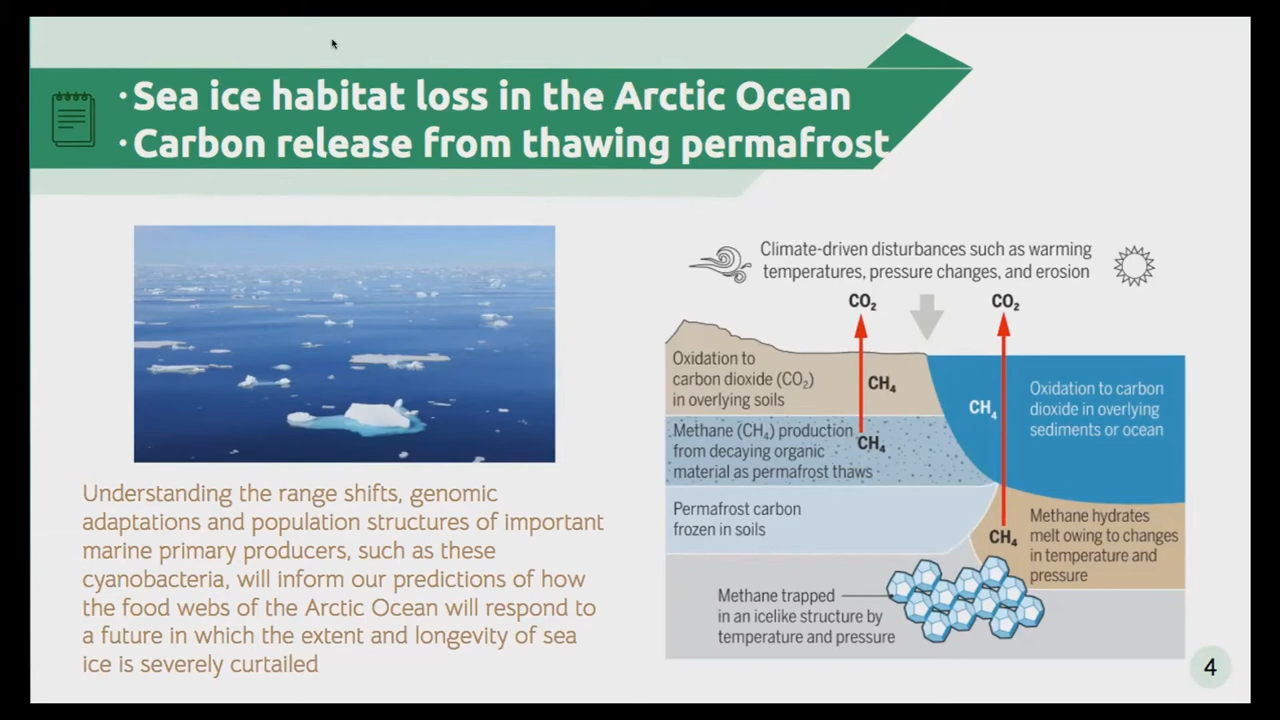 ·Sea ice habitat loss in the Arctic Ocean
·Carbon release from thawing permafrost
Understanding the range shifts, genomic
adaptations and population structures of important
marine primary producers, such as these
cyanobacteria, will inform our predictions of how
the food webs of the Arctic Ocean will respond to
a future in which the extent and longevity of sea
ice is severely curtailed
Climate-driven disturbances such as warming
temperatures, pressure changes, and erosion
CO₂
CO₂
Oxidation to
carbon dioxide (CO₂)
in overlying soils
CH₄
CH₄
Oxidation to carbon
dioxide in overlying
sediments or ocean
Methane (CH₄) production
from decaying organic
material as permafrost thaws
CH₄
Permafrost carbon
frozen in soils
CH₄
Methane hydrates
melt owing to changes
in temperature and
pressure
Methane trapped
in an icelike structure by
temperature and pressure
4